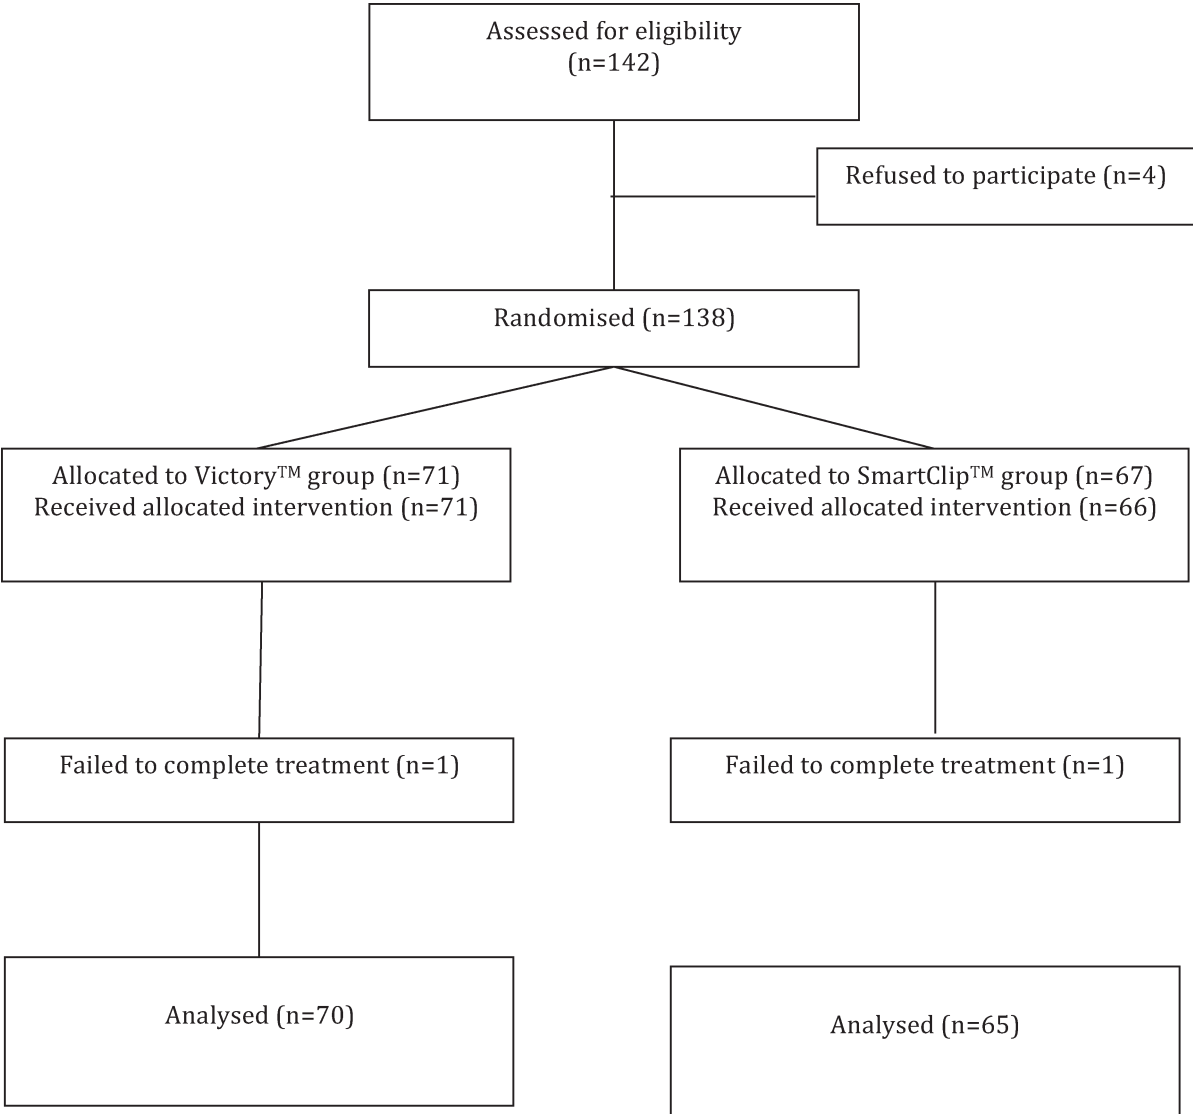 Assessed for eligibility
(n=142)
Refused to participate (n=4)
Randomised (n=138)
Allocated to Victory™ group (n=71)
Received allocated intervention (n=71)
Allocated to SmartClip™ group (n=67)
Received allocated intervention (n=66)
Failed to complete treatment (n=1)
Failed to complete treatment (n=1)
Analysed (n=70)
Analysed (n=65)